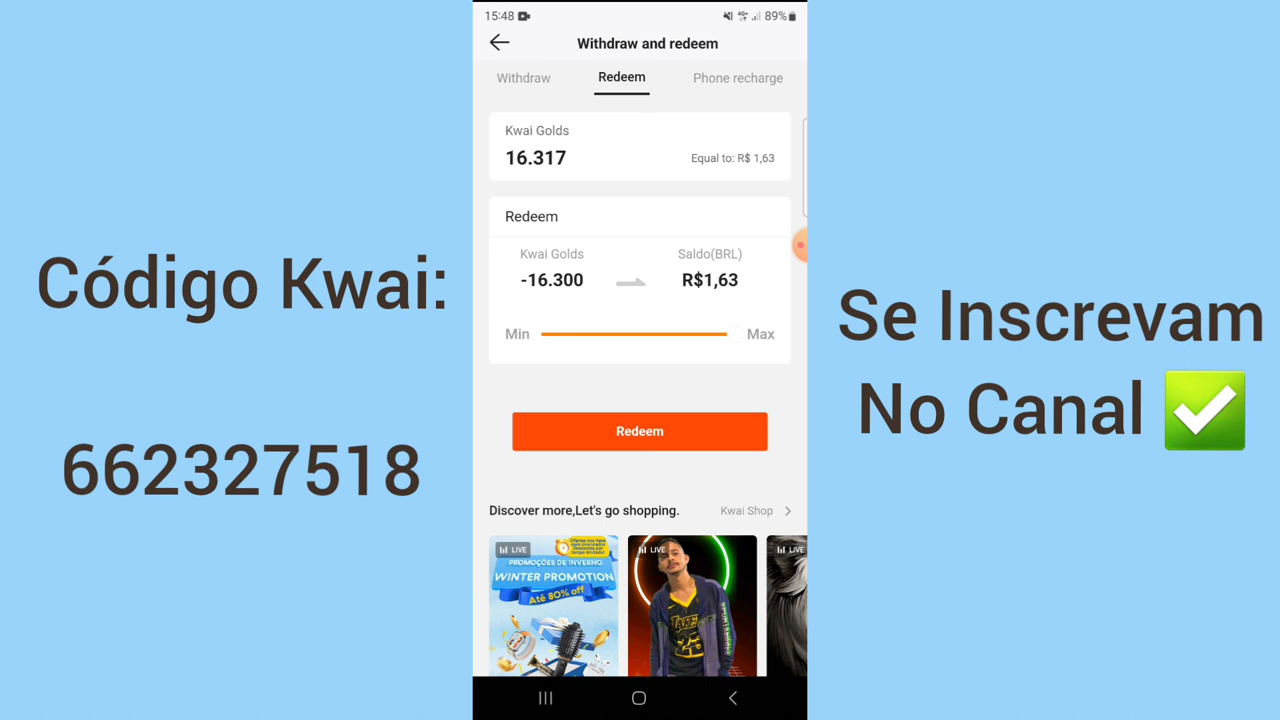 15:48
89%
Withdraw and redeem
Withdraw
Redeem
Phone recharge
Kwai Golds
16.317
Equal to: R$ 1,63
Redeem
Kwai Golds
Saldo(BRL)
-16.300
R$1,63
Min
Max
Redeem
Discover more,Let's go shopping.
Kwai Shop
LIVE
PROMOÇÕES DE INVERNO
WINTER PROMOTION
Até 80% off
LIVE
LIVE
Código Kwai:
662327518
Se Inscrevam
No Canal ✅